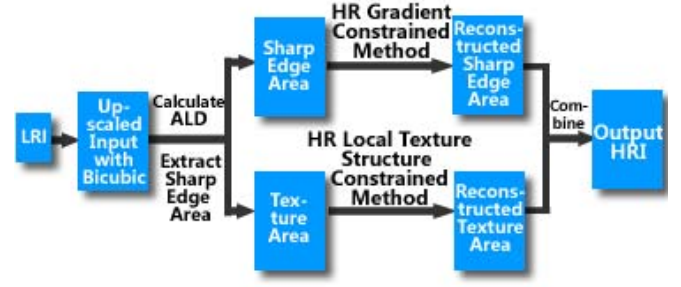 LRI
Up-
scaled
Input
with
Bicubic
Calculate
ALD
Extract
Sharp
Edge
Area
Sharp
Edge
Area
HR Gradient
Constrained
Method
Recons-
tructed
Sharp
Edge
Area
Tex-
ture
Area
HR Local Texture
Structure
Constrained
Method
Recons-
tructed
Texture
Area
Com-
bine
Output
HRI